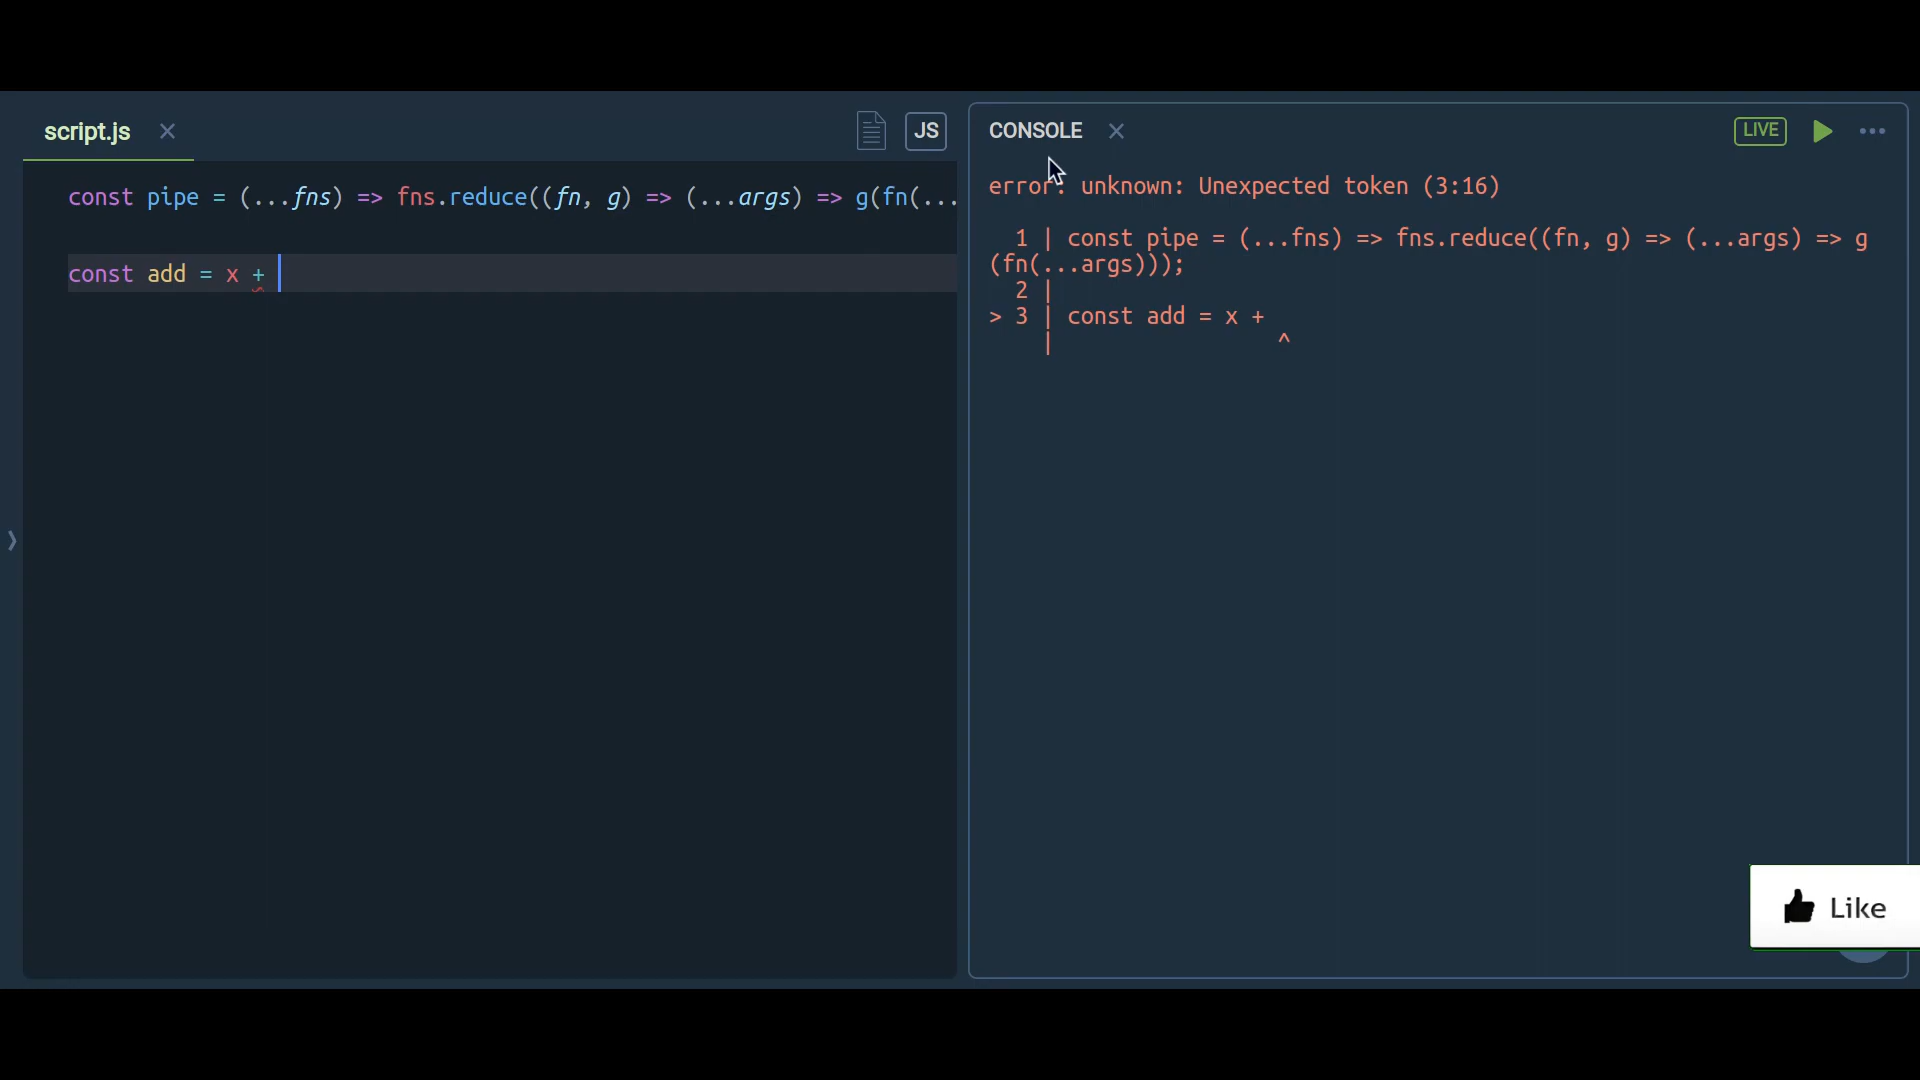 script.js
JS
const pipe = (...fns) => fns.reduce((fn, g) => (...args) => g(fn(...
const add = x +
CONSOLE
LIVE
error: unknown: Unexpected token (3:16)
1 | const pipe = (...fns) => fns.reduce((fn, g) => (...args) => g
(fn(...args)));
2 |
> 3 | const add = x +
| ^
Like